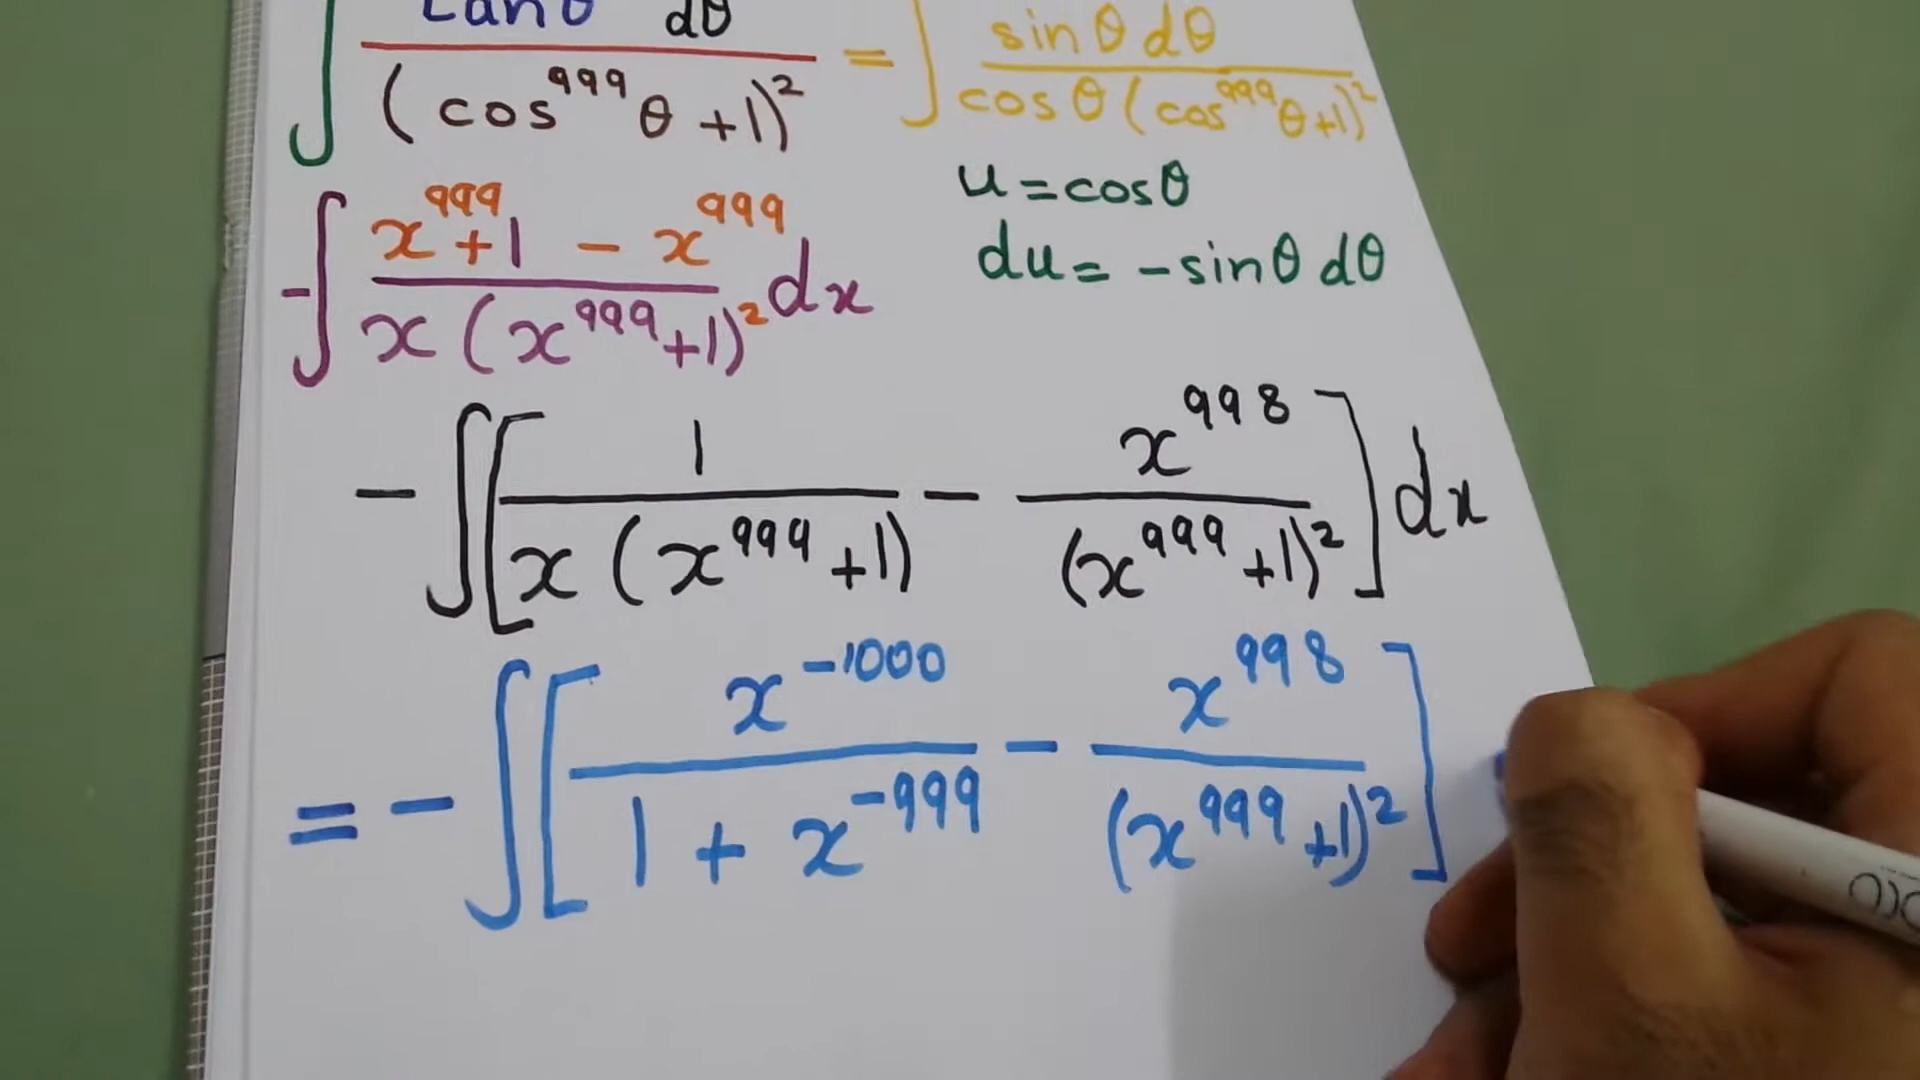 ∫ tanθ dθ / (cos^999 θ + 1)^2 = ∫ sinθ dθ / cosθ (cos^999 θ + 1)^2
u = cosθ
du = - sinθ dθ
- ∫ x^999 + 1 - x^999 / x (x^999 + 1)^2 dx
- ∫ [ 1 / x (x^999 + 1) - x^998 / (x^999 + 1)^2 ] dx
= - ∫ [ x^-1000 / 1 + x^-999 - x^998 / (x^999 + 1)^2 ]